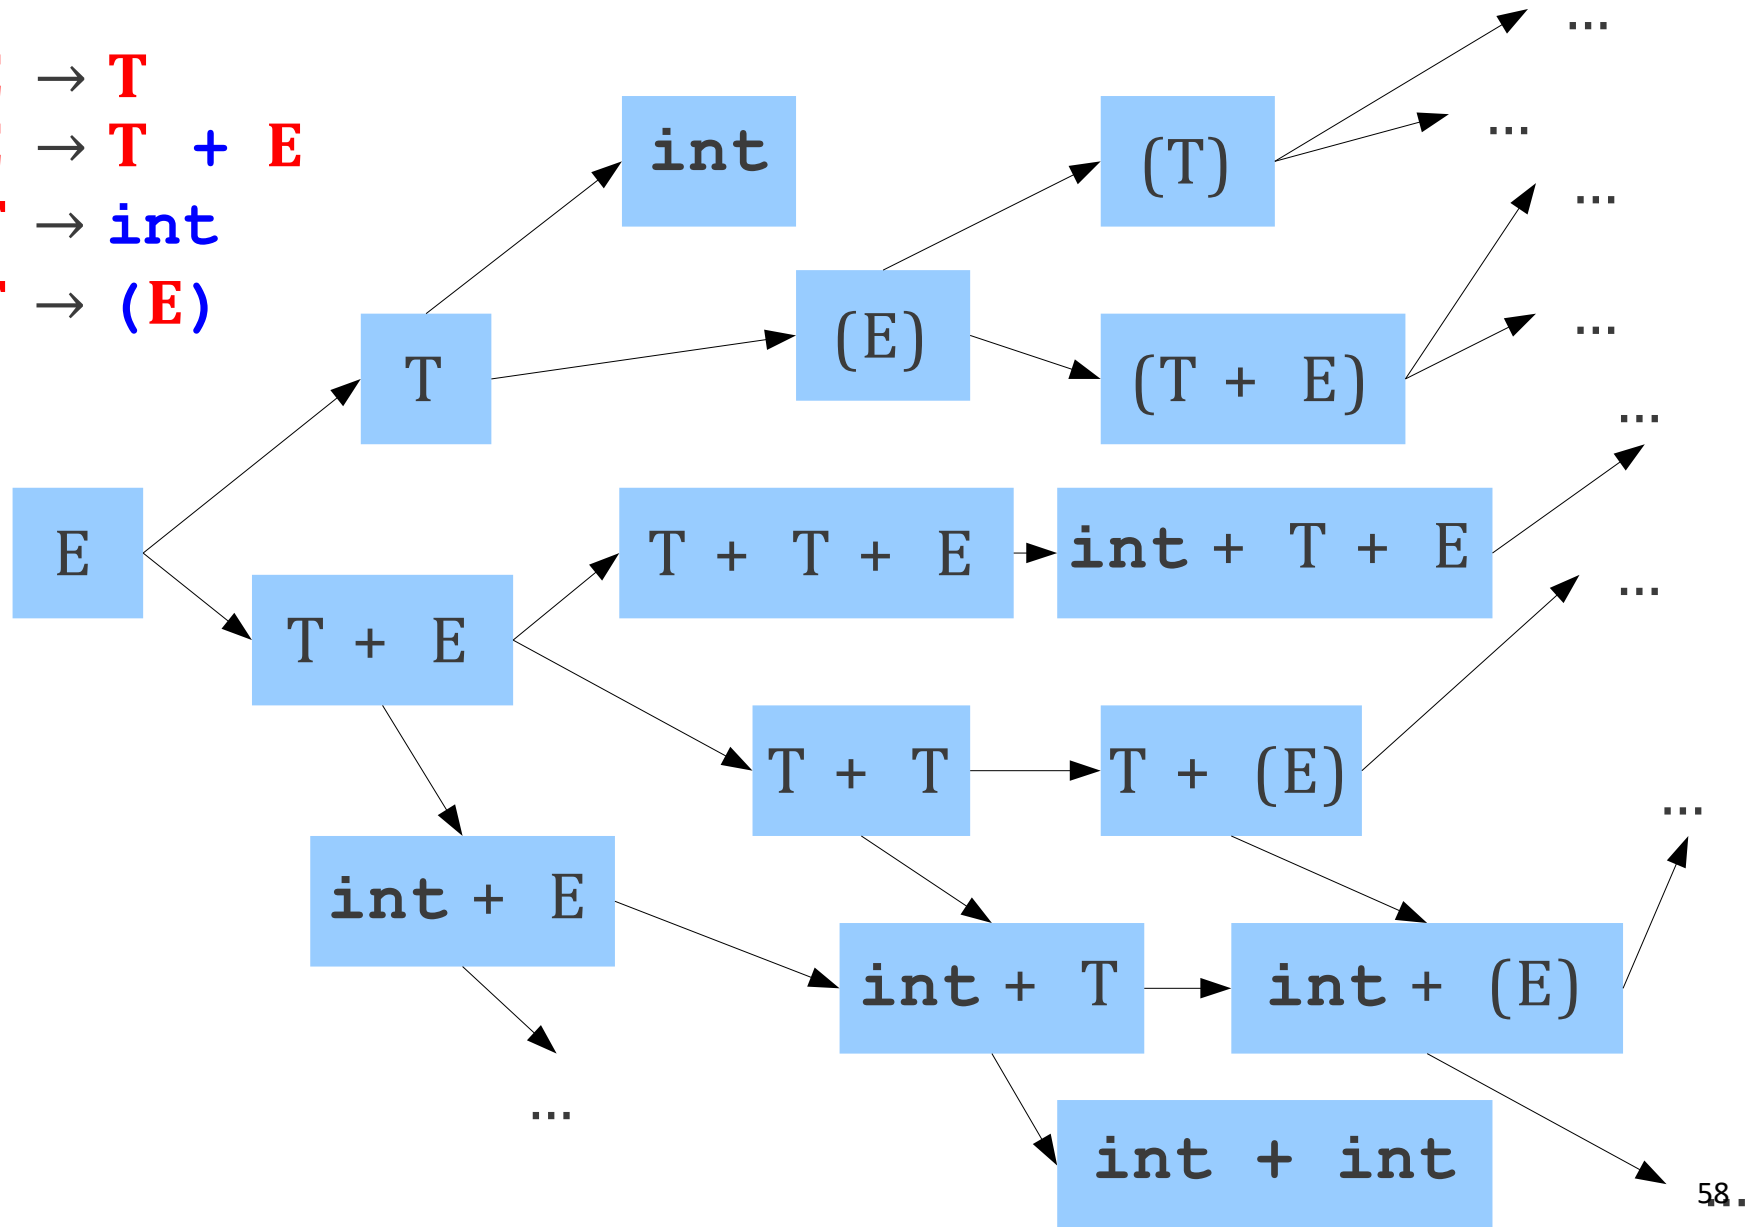 → T
→ T + E
→ int
→ (E)
...
...
...
...
...
...
...
...
...
int
(T)
(E)
(T + E)
T
E
T + T + E
int + T + E
T + E
T + T
T + (E)
int + E
int + T
int + (E)
int + int
58